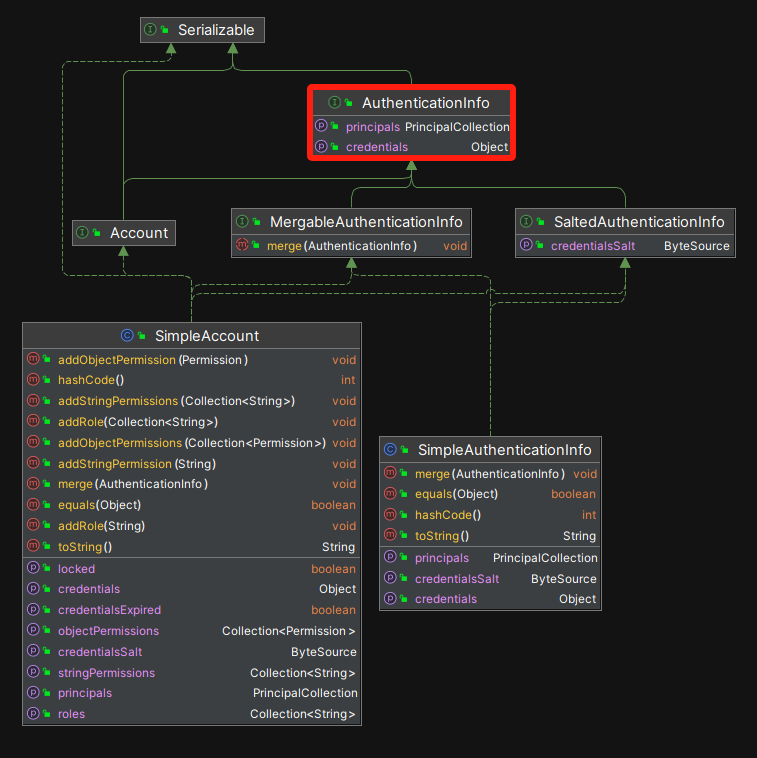 Serializable
AuthenticationInfo
principals PrincipalCollection
credentials Object
Account
MergableAuthenticationInfo
merge(AuthenticationInfo) void
SaltedAuthenticationInfo
credentialsSalt ByteSource
SimpleAccount
addObjectPermission(Permission) void
hashCode() int
addStringPermissions(Collection<String>) void
addRole(Collection<String>) void
addObjectPermissions(Collection<Permission>) void
addStringPermission(String) void
merge(AuthenticationInfo) void
equals(Object) boolean
addRole(String) void
toString() String
locked boolean
credentials Object
credentialsExpired boolean
objectPermissions Collection<Permission>
credentialsSalt ByteSource
stringPermissions Collection<String>
principals PrincipalCollection
roles Collection<String>
SimpleAuthenticationInfo
merge(AuthenticationInfo) void
equals(Object) boolean
hashCode() int
toString() String
principals PrincipalCollection
credentialsSalt ByteSource
credentials Object